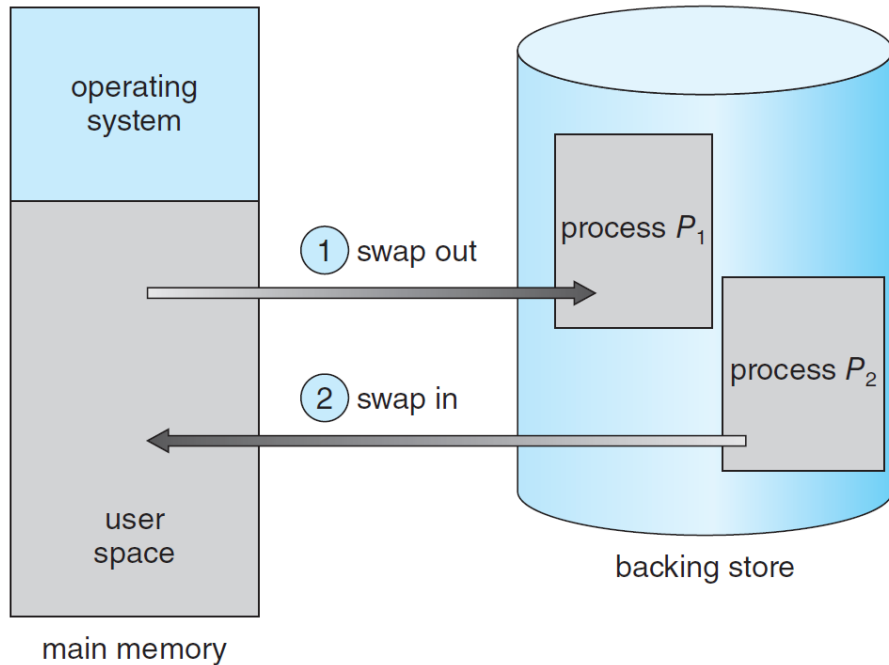 operating
system
process P1
1 swap out
process P2
2 swap in
user
space
backing store
main memory